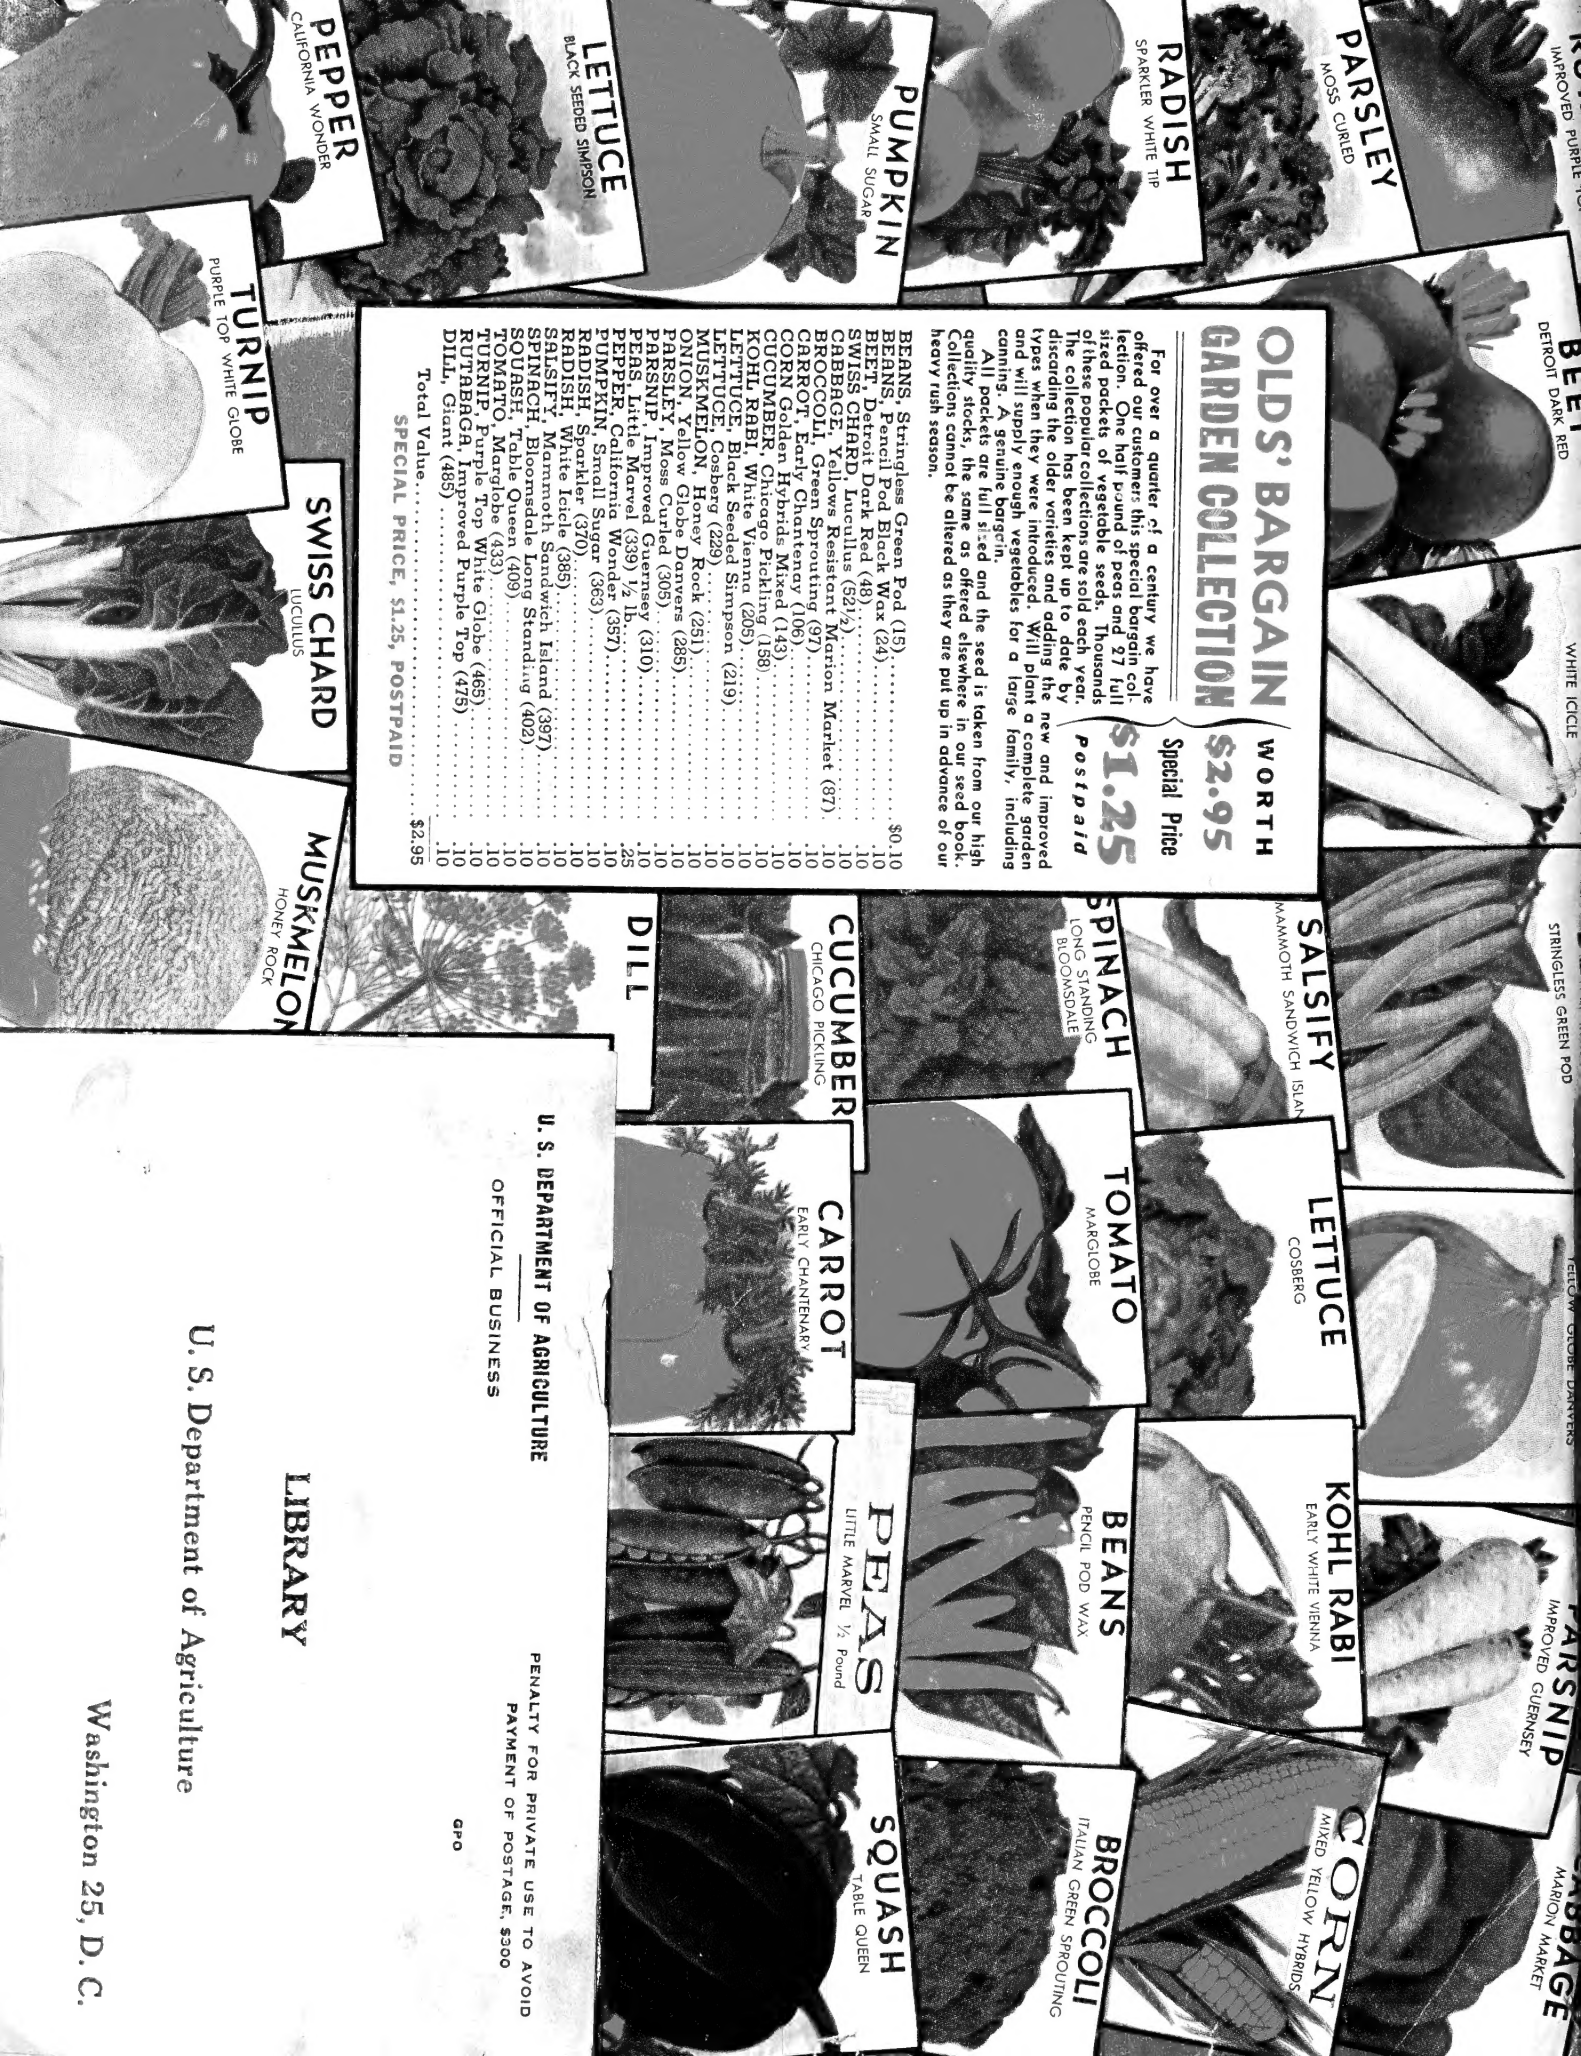 OLDS' BARGAIN
GARDEN COLLECTION
WORTH
$2.95
Special Price
$1.25
Postpaid
For over a quarter of a century we have
offered our customers this special bargain col-
lection. One half pound of peas and 27 full
sized packets of vegetable seeds. Thousands
of these popular collections are sold each year.
The collection has been kept up to date by
discarding the older varieties and adding the new and improved
types when they were introduced. Will plant a complete garden
and will supply enough vegetables for a large family, including
canning. A genuine bargain.
All packets are full sized and the seed is taken from our high
quality stocks, the same as offered elsewhere in our seed book.
Collections cannot be altered as they are put up in advance of our
heavy rush season.
BEANS, Stringless Green Pod (15) $0.10
BEANS, Pencil Pod Black Wax (24) .10
BEET, Detroit Dark Red (48) .10
SWISS CHARD, Lucullus (52½) .10
CABBAGE, Yellows Resistant Marion Market (87) .10
BROCCOLI, Green Sprouting (97) .10
CARROT, Early Chantenay (106) .10
CORN Golden Hybrids Mixed (143) .10
CUCUMBER, Chicago Pickling (158) .10
KOHL RABI, White Vienna (205) .10
LETTUCE, Black Seeded Simpson (219) .10
LETTUCE, Cosberg (229) .10
MUSKMELON, Honey Rock (251) .10
ONION, Yellow Globe Danvers (285) .10
PARSLEY, Moss Curled (305) .10
PARSNIP, Improved Guernsey (310) .10
PEAS, Little Marvel (339) ½ lb. .25
PEPPER, California Wonder (357) .10
PUMPKIN, Small Sugar (363) .10
RADISH, Sparkler (370) .10
RADISH, White Icicle (385) .10
SALSIFY, Mammoth Sandwich Island (397) .10
SPINACH, Bloomsdale Long Standing (402) .10
SQUASH, Table Queen (409) .10
TOMATO, Marglobe (433) .10
TURNIP, Purple Top White Globe (465) .10
RUTABAGA, Improved Purple Top (475) .10
DILL, Giant (485) .10
Total Value $2.95
SPECIAL PRICE, $1.25, POSTPAID
IMPROVED PURPLE
BEET
DETROIT DARK RED
WHITE ICICLE
STRINGLESS GREEN POD
YELLOW GLOBE DANVERS
PARSNIP
IMPROVED GUERNSEY
CABBAGE
MARION MARKET
PARSLEY
MOSS CURLED
RADISH
SPARKLER WHITE TIP
PUMPKIN
SMALL SUGAR
LETTUCE
BLACK SEEDED SIMPSON
PEPPER
CALIFORNIA WONDER
TURNIP
PURPLE TOP WHITE GLOBE
SWISS CHARD
LUCULLUS
MUSKMELON
HONEY ROCK
SALSIFY
MAMMOTH SANDWICH ISLAN
LETTUCE
COSBERG
KOHL RABI
EARLY WHITE VIENNA
CORN
MIXED YELLOW HYBRIDS
SPINACH
LONG STANDING
BLOOMSDALE
TOMATO
MARGLOBE
BEANS
PENCIL POD WAX
BROCCOLI
ITALIAN GREEN SPROUTING
CUCUMBER
CHICAGO PICKLING
CARROT
EARLY CHANTENARY
PEAS
LITTLE MARVEL ½ Pound
SQUASH
TABLE QUEEN
DILL
U. S. DEPARTMENT OF AGRICULTURE
OFFICIAL BUSINESS
PENALTY FOR PRIVATE USE TO AVOID
PAYMENT OF POSTAGE, $300
GPO
LIBRARY
U. S. Department of Agriculture
Washington 25, D. C.